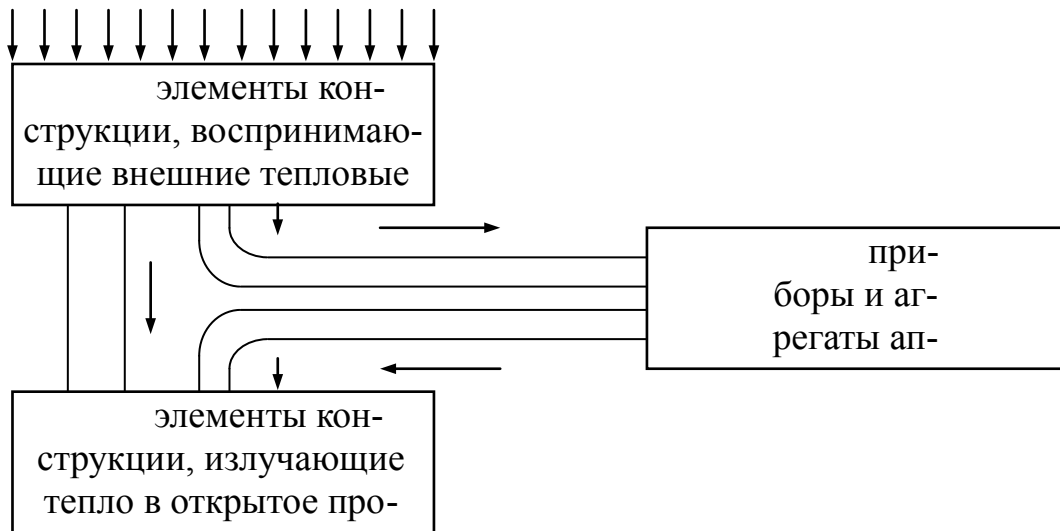 элементы кон-
струкции, воспринимаю-
щие внешние тепловые
при-
боры и аг-
регаты ап-
элементы кон-
струкции, излучающие
тепло в открытое про-